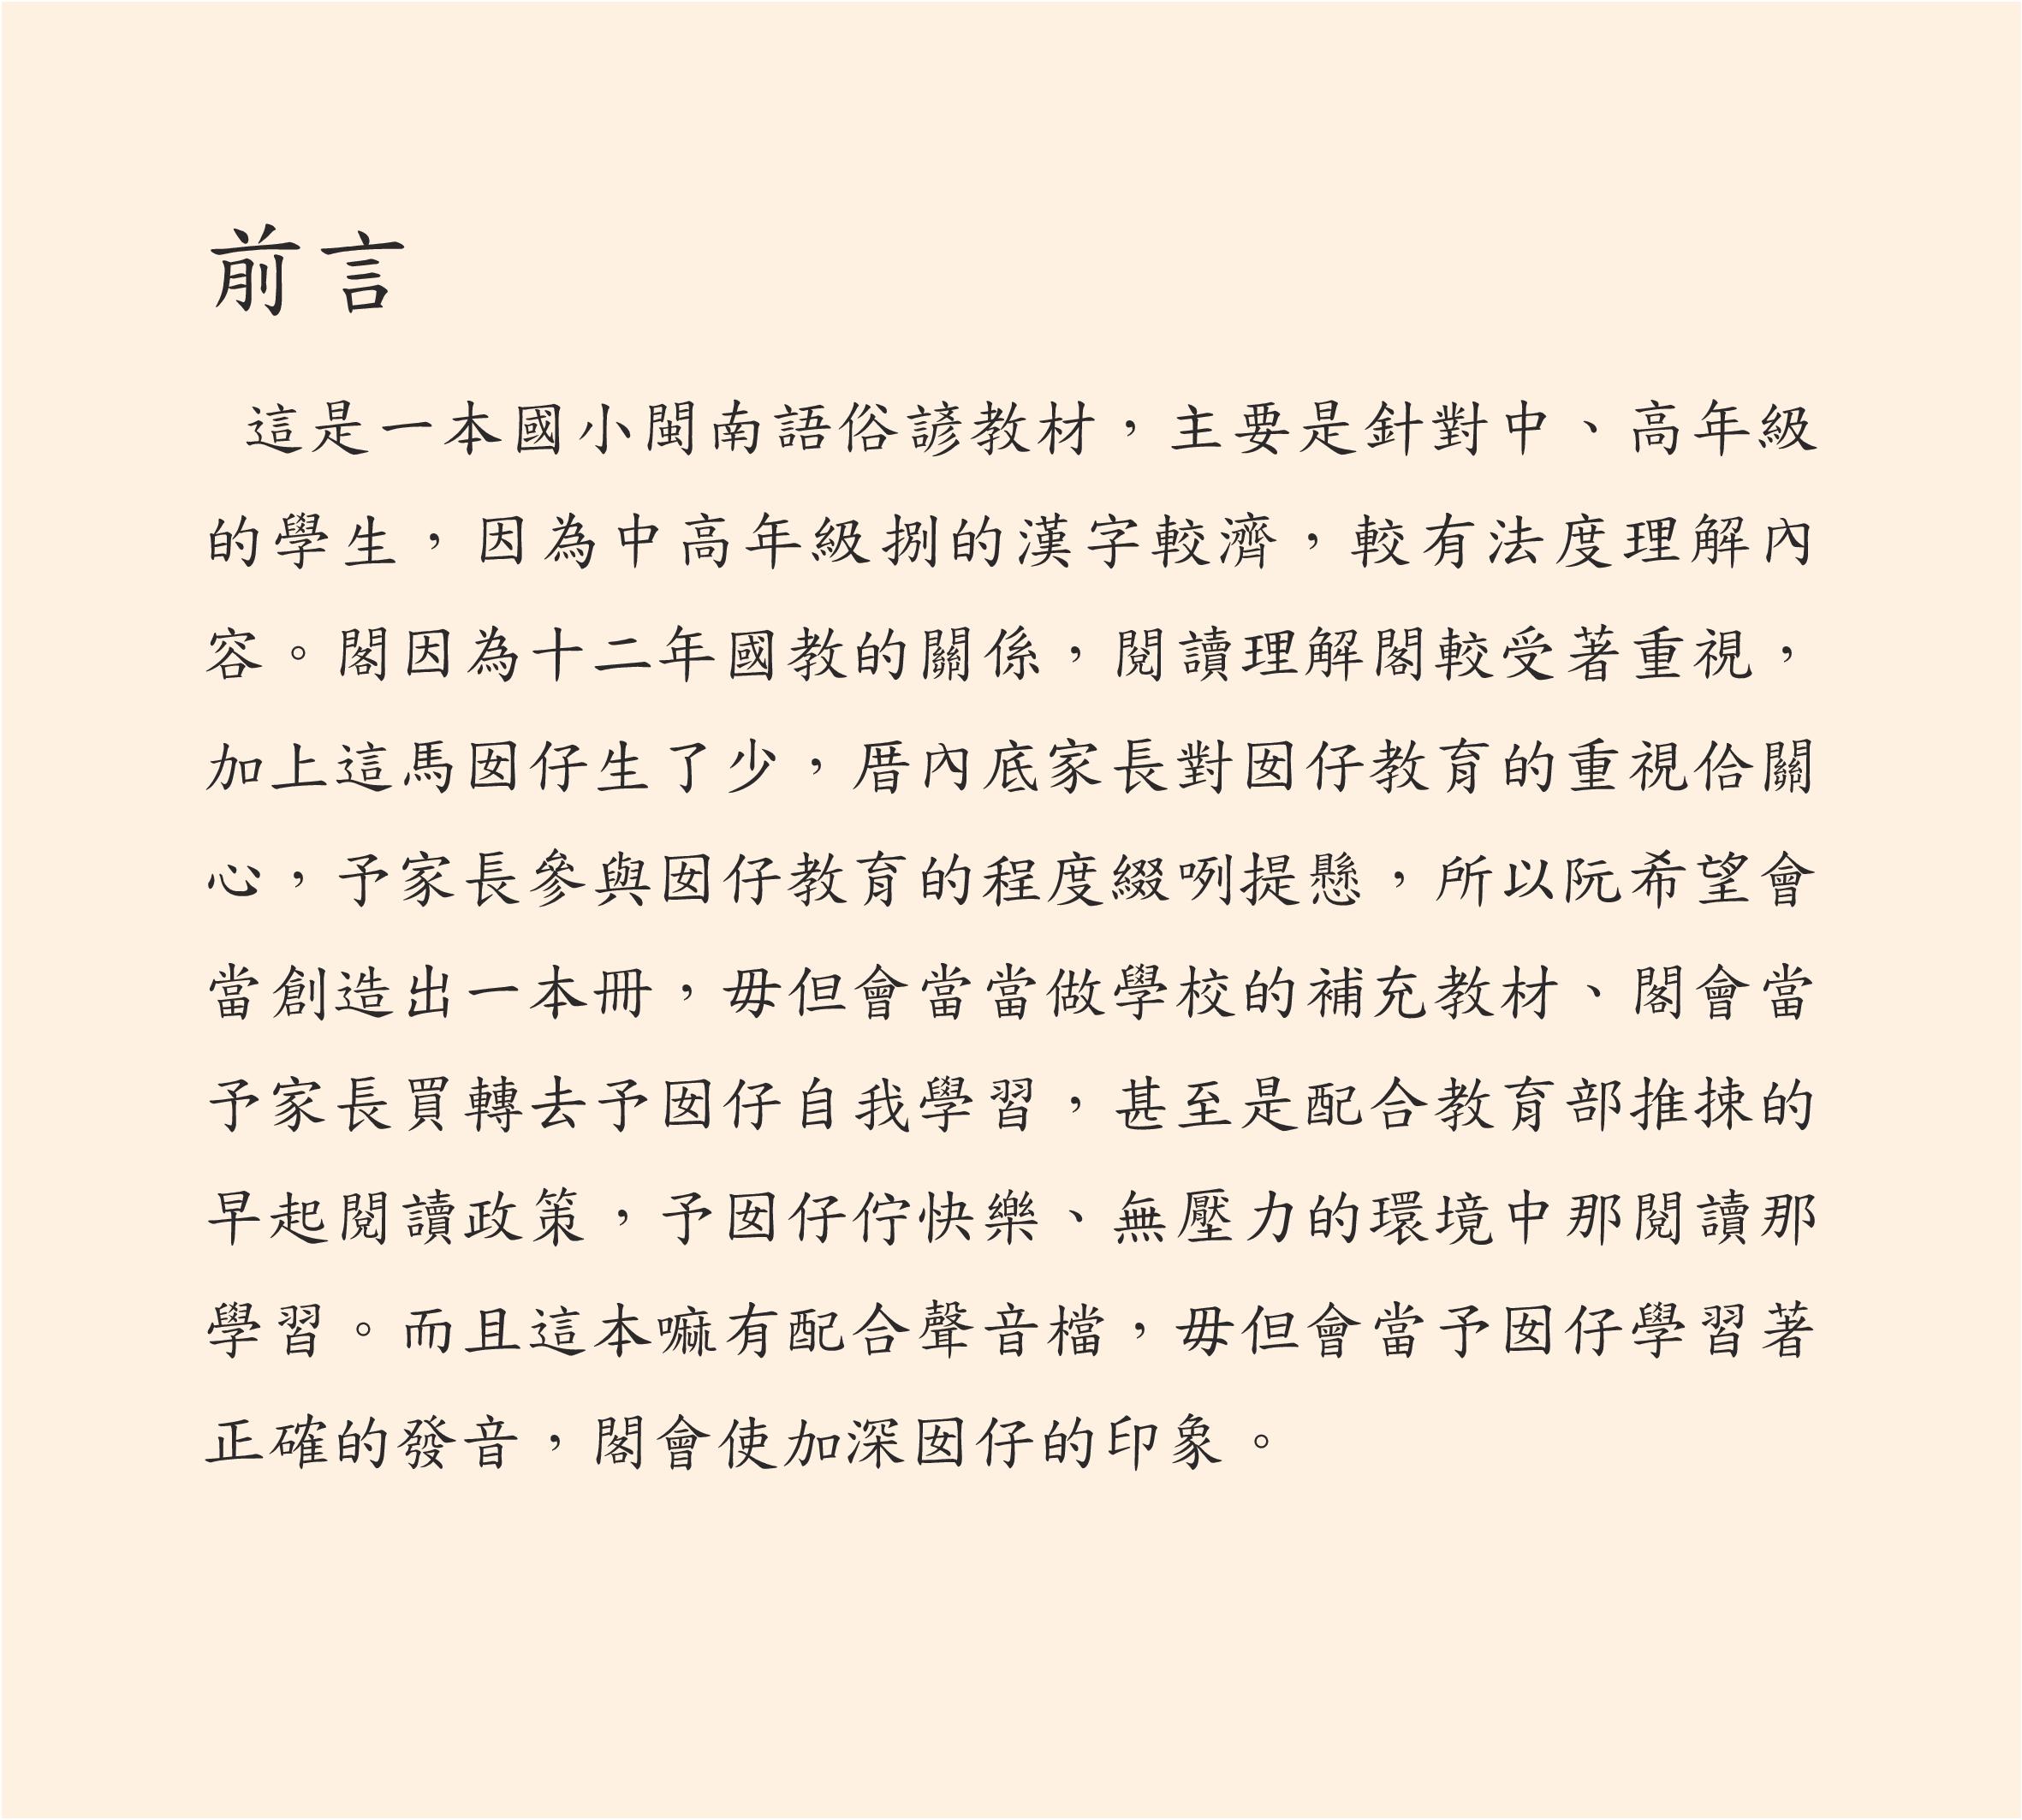 前言
這是一本國小閩南語俗諺教材，主要是針對中、高年級
的學生，因為中高年級捌的漢字較濟，較有法度理解內
容。閣因為十二年國教的關係，閱讀理解閣較受著重視，
加上這馬囡仔生了少，厝內底家長對囡仔教育的重視佮關
心，予家長參與囡仔教育的程度綴咧提懸，所以阮希望會
當創造出一本冊，毋但會當當做學校的補充教材、閣會當
予家長買轉去予囡仔自我學習，甚至是配合教育部推捒的
早起閱讀政策，予囡仔佇快樂、無壓力的環境中那閱讀那
學習。而且這本嘛有配合聲音檔，毋但會當予囡仔學習著
正確的發音，閣會使加深囡仔的印象。